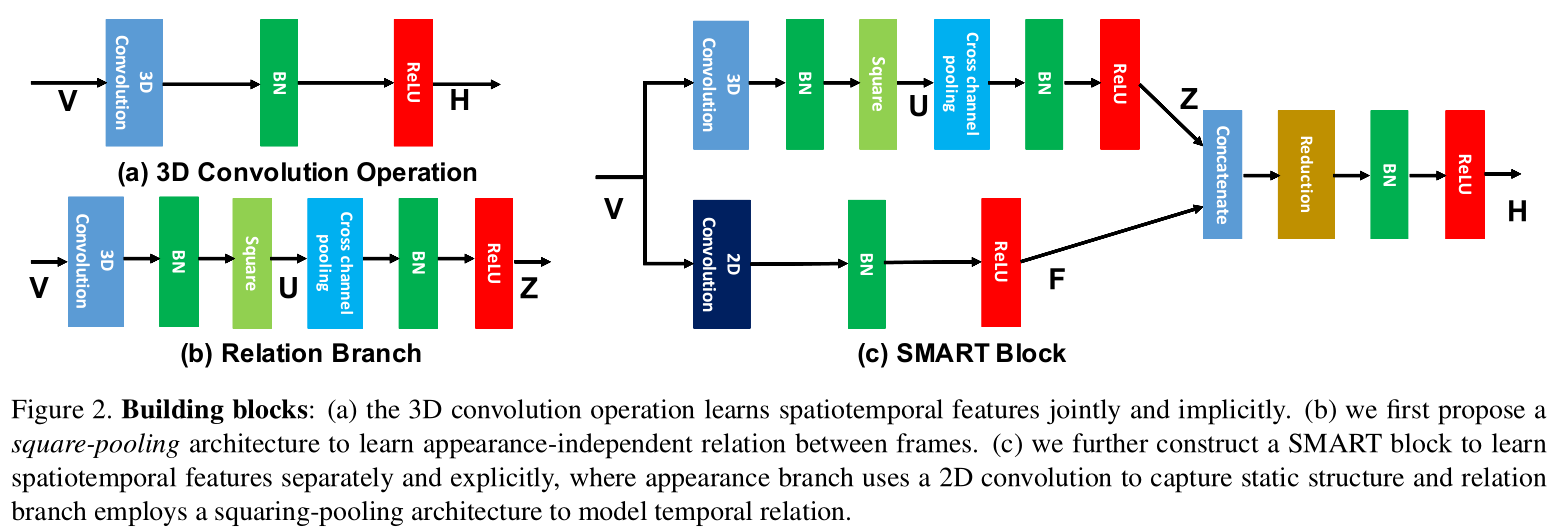 V
3D
Convolution
BN
ReLU
H
(a) 3D Convolution Operation
V
3D
Convolution
BN
Square
U
Cross channel
pooling
BN
ReLU
Z
(b) Relation Branch
V
3D
Convolution
BN
Square
U
Cross channel
pooling
BN
ReLU
Z
2D
Convolution
BN
ReLU
F
Concatenate
Reduction
BN
ReLU
H
(c) SMART Block
Figure 2. Building blocks: (a) the 3D convolution operation learns spatiotemporal features jointly and implicitly. (b) we first propose a
square-pooling architecture to learn appearance-independent relation between frames. (c) we further construct a SMART block to learn
spatiotemporal features separately and explicitly, where appearance branch uses a 2D convolution to capture static structure and relation
branch employs a squaring-pooling architecture to model temporal relation.